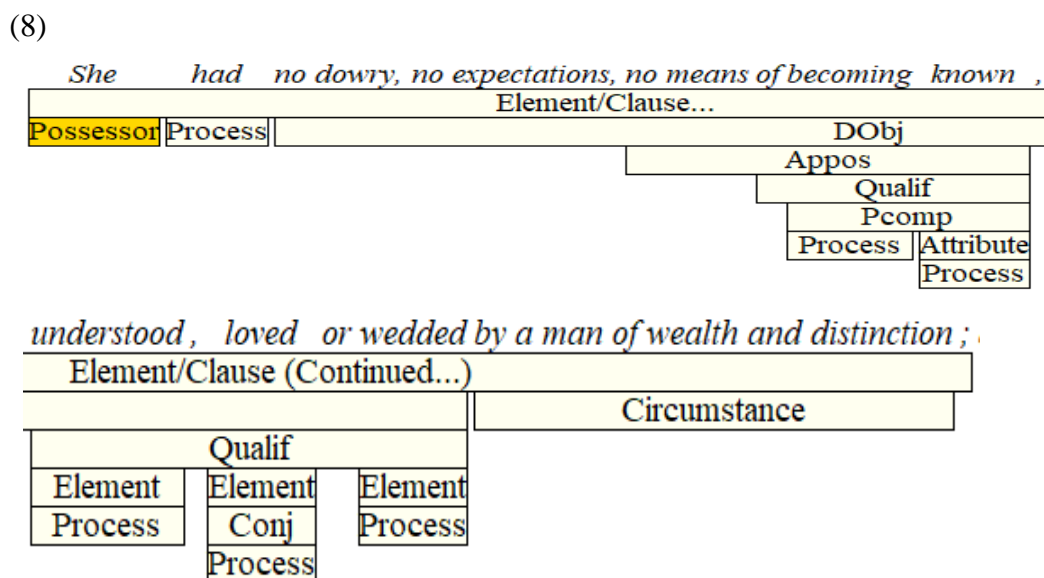 (8)
She had no dowry, no expectations, no means of becoming known ,
Element/Clause...
Possessor Process DObj
Appos
Qualif
Pcomp
Process Attribute
Process
understood , loved or wedded by a man of wealth and distinction ;
Element/Clause (Continued...)
Circumstance
Qualif
Element Element Element
Process Conj Process
Process